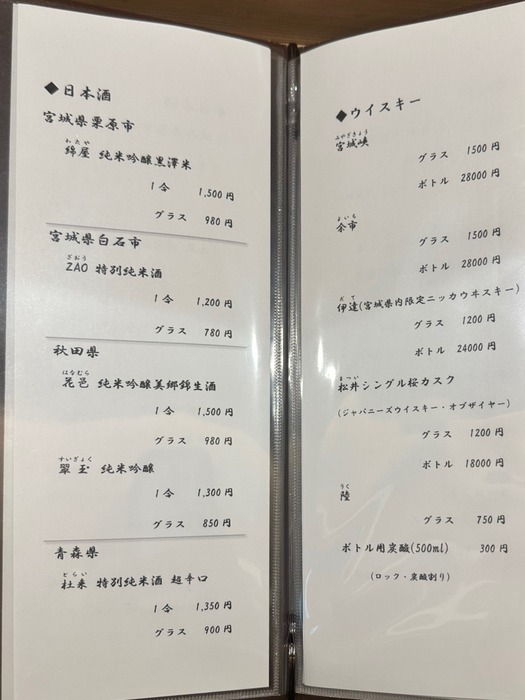 ◆日本酒
宮城県栗原市
わたや
綿屋 純米吟醸黒澤米
1合 1,500円
グラス 980円
宮城県白石市
ざおう
ZAO 特別純米酒
1合 1,200円
グラス 780円
秋田県
はなむら
花邑 純米吟醸美郷錦生酒
1合 1,500円
グラス 980円
すいぎょく
翠玉 純米吟醸
1合 1,300円
グラス 850円
青森県
とらい
杜來 特別純米酒 超辛口
1合 1,350円
グラス 900円
◆ウイスキー
みやぎきょう
宮城峡
グラス 1500円
ボトル 28000円
よいち
余市
グラス 1500円
ボトル 28000円
だて
伊達(宮城県内限定ニッカウヰスキー)
グラス 1200円
ボトル 24000円
まつい
松井シングル桜カスク
(ジャパニーズウイスキー・オブザイヤー)
グラス 1200円
ボトル 18000円
りく
陸
グラス 750円
ボトル用炭酸(500ml) 300円
(ロック・炭酸割り)